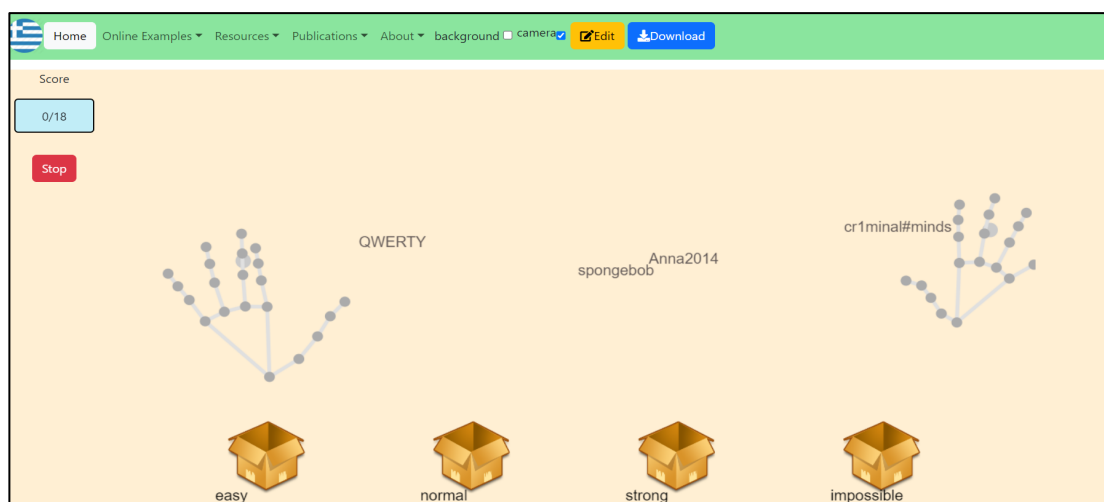 Home Online Examples Resources Publications About background camera Edit Download
Score
0/18
Stop
QWERTY
cr1minal#minds
Anna2014
spongebob
easy normal strong impossible